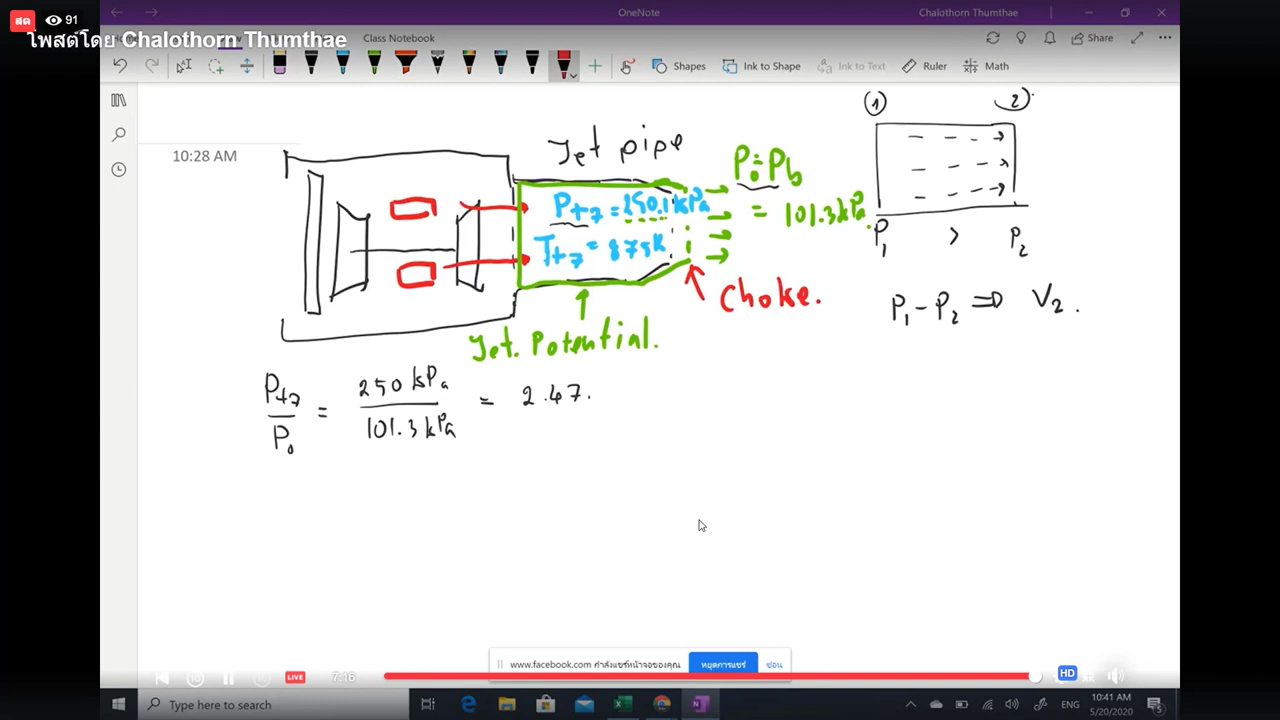 สด 91
OneNote
Chalothorn Thumthae
โพสต์โดย Chalothorn Thumthae
Class Notebook
Share
Shapes
Ink to Shape
Ink to Text
Ruler
Math
10:28 AM
Jet pipe
Pt7 = 250.1 kPa
Tt7 = 875K
P0 = Pb
= 101.3 kPa
Choke.
Jet. Potential.
1 2
P1 > P2
P1 - P2 ⇒ V2.
Pt7 / P0 = 250 kPa / 101.3 kPa = 2.47.
www.facebook.com กำลังแชร์หน้าจอของคุณ
หยุดการแชร์
ซ่อน
LIVE
7:16
HD
Type here to search
ENG
10:41 AM
5/20/2020